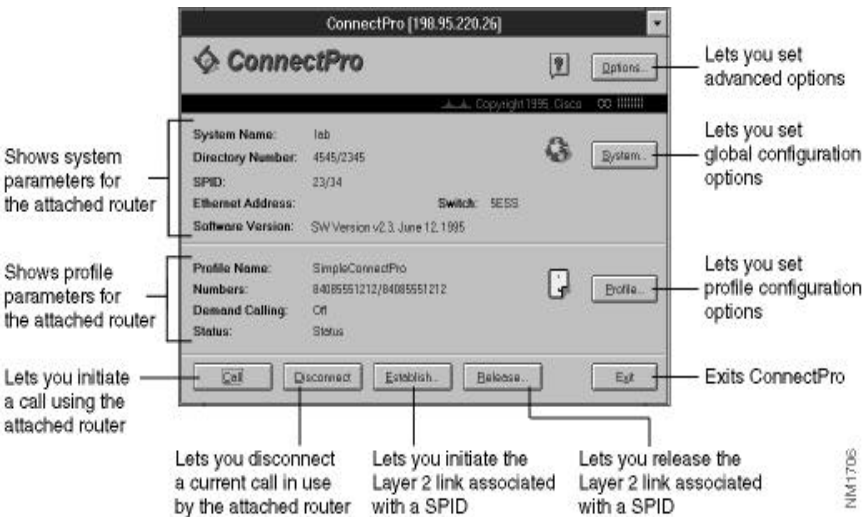 ConnectPro [198.95.220.26]
ConnectPro
Options...
Lets you set
advanced options
Copyright 1995, Cisco
Shows system
parameters for
the attached router
System Name: lab
Directory Number: 4545/2345
SPID: 23/34
Ethernet Address: Switch: 5ESS
Software Version: SW Version v2.3, June 12, 1995
System...
Lets you set
global configuration
options
Shows profile
parameters for
the attached router
Profile Name: SimpleConnectPro
Numbers: 84085551212/84085551212
Demand Calling: Off
Status: Status
Profile...
Lets you set
profile configuration
options
Lets you initiate
a call using the
attached router
Call Disconnect Establish... Release... Exit
Exits ConnectPro
Lets you disconnect
a current call in use
by the attached router
Lets you initiate the
Layer 2 link associated
with a SPID
Lets you release the
Layer 2 link associated
with a SPID
NM1706